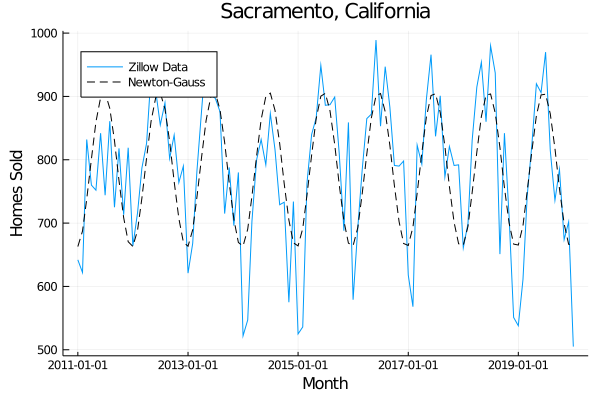 Sacramento, California
1000
900
800
700
600
500
Homes Sold
Zillow Data
Newton-Gauss
2011-01-01
2013-01-01
2015-01-01
2017-01-01
2019-01-01
Month